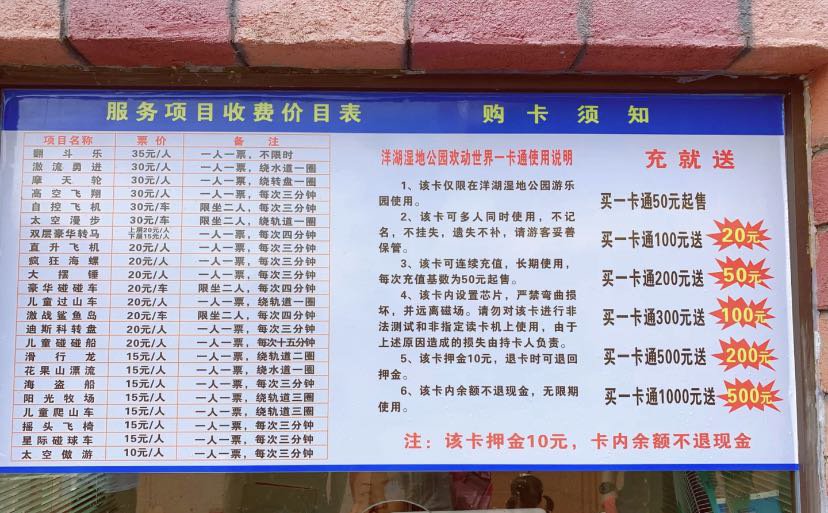 服务项目收费价目表
购卡须知
项目名称 票价 备注
翻斗乐 35元/人 一人一票，不限时
激流勇进 30元/人 一人一票，绕水道一圈
摩天轮 30元/人 一人一票，绕转盘一圈
高空飞翔 30元/人 一人一票，每次三分钟
自控飞机 30元/车 限坐二人，每次三分钟
太空漫步 30元/车 限坐二人，绕轨道一圈
双层豪华转马 上层20元/人 下层15元/人 一人一票，每次四分钟
直升飞机 20元/人 一人一票，每次三分钟
疯狂海螺 20元/人 一人一票，每次三分钟
大摆锤 20元/人 一人一票，每次三分钟
豪华碰碰车 20元/车 限坐二人，每次四分钟
儿童过山车 20元/人 一人一票，绕轨道一圈
激战鲨鱼岛 20元/车 限坐二人，每次四分钟
迪斯科转盘 20元/人 一人一票，每次三分钟
儿童碰碰船 20元/人 一人一票，每次十五分钟
滑行龙 15元/人 一人一票，绕轨道二圈
花果山漂流 15元/人 一人一票，绕水道一圈
海盗船 15元/人 一人一票，每次三分钟
阳光牧场 15元/人 一人一票，绕轨道三圈
儿童爬山车 15元/人 一人一票，绕轨道三圈
摇头飞椅 15元/人 一人一票，每次三分钟
星际碰球车 15元/人 一人一票，每次三分钟
太空傲游 10元/人 一人一票，每次三分钟
洋湖湿地公园欢动世界一卡通使用说明
1、该卡仅限在洋湖湿地公园游乐
园使用。
2、该卡可多人同时使用，不记
名，不挂失，遗失不补，请游客妥善
保管。
3、该卡可连续充值，长期使用，
每次充值基数为50元起售。
4、该卡内设置芯片，严禁弯曲损
坏，并远离磁场。请勿对该卡进行非
法测试和非指定读卡机上使用，由于
上述原因造成的损失由持卡人负责。
5、该卡押金10元，退卡时可退回
押金。
6、该卡内余额不退现金，无限期
使用。
充就送
买一卡通50元起售
买一卡通100元送 20元
买一卡通200元送 50元
买一卡通300元送 100元
买一卡通500元送 200元
买一卡通1000元送 500元
注：该卡押金10元，卡内余额不退现金